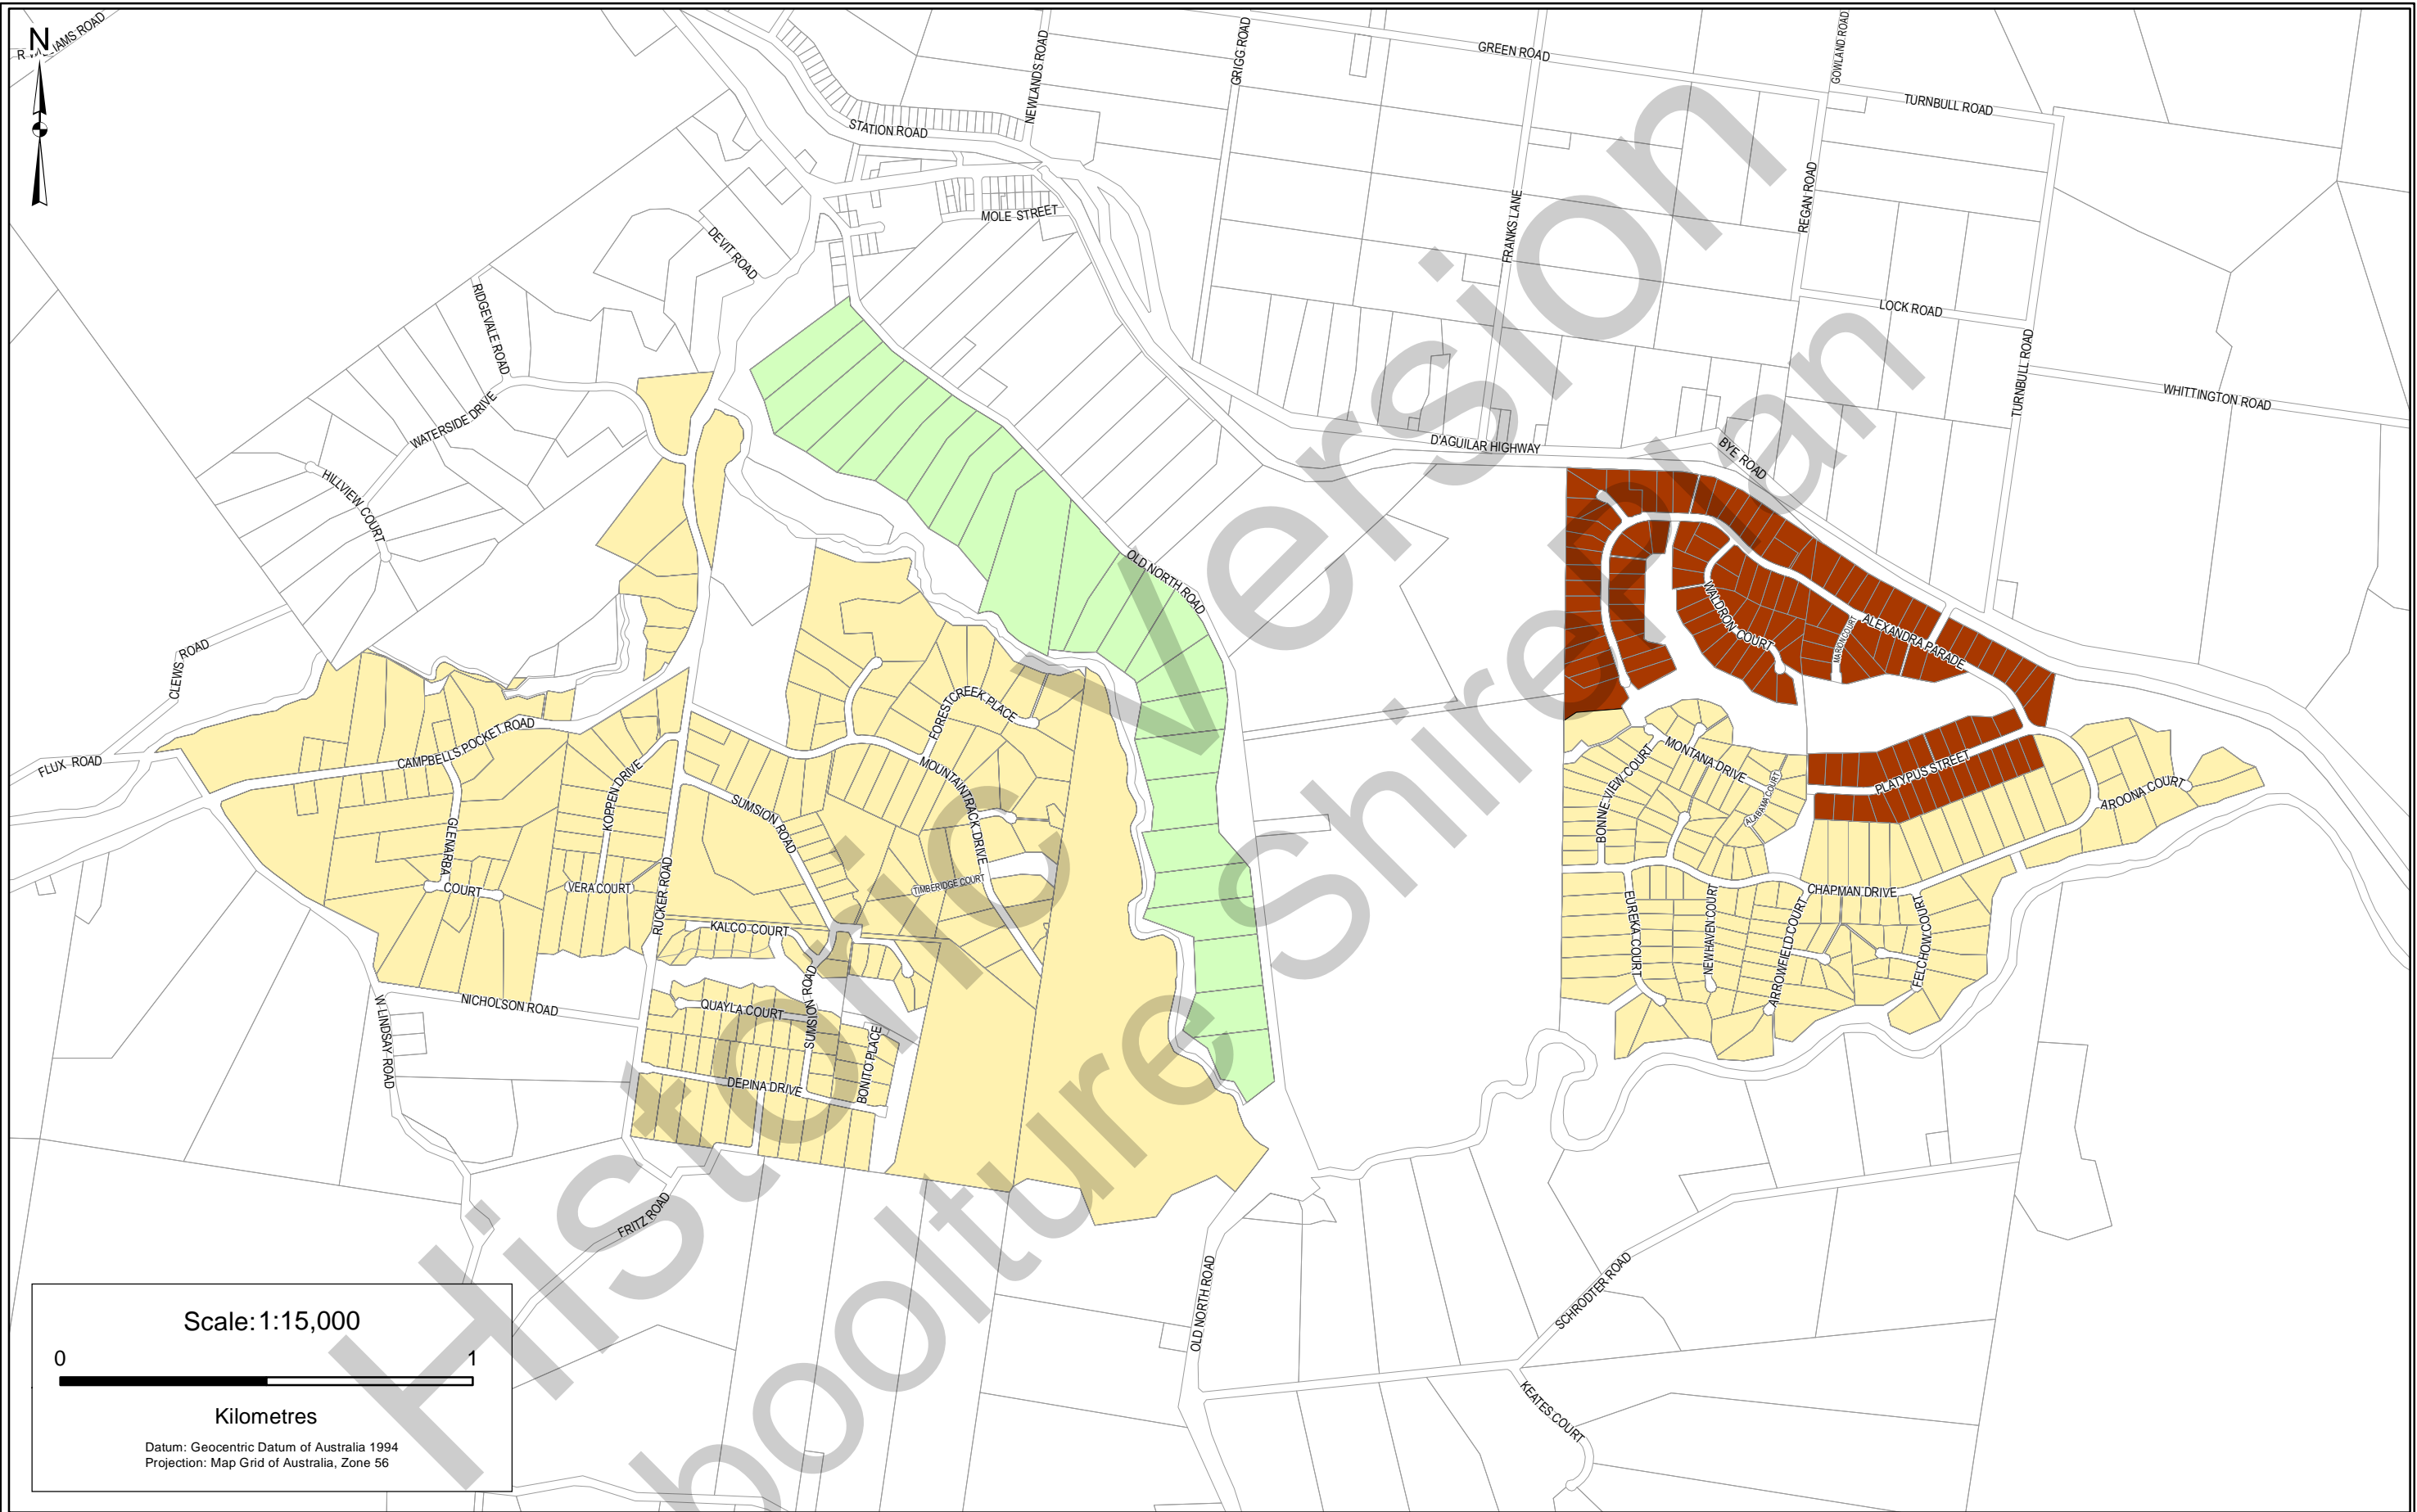 N
GREEN ROAD
GOWLAND ROAD
GRIGG ROAD
NEWLANDS ROAD
TURNBULL ROAD
STATION ROAD
REGAN ROAD
FRANKS LANE
MOLE STREET
DEVIT ROAD
LOCK ROAD
RIDGEVALE ROAD
TURNBULL ROAD
WHITTINGTON ROAD
WATERSIDE DRIVE
D'AGUILAR HIGHWAY
BYE ROAD
HILLVIEW COURT
OLD NORTH ROAD
WALDRON COURT
MARION COURT
ALEXANDRA PARADE
CLEWIS ROAD
FORESTCREEK PLACE
CAMPBELLS POCKET ROAD
FLUX ROAD
MONTANA DRIVE
BONNIE VIEW COURT
ALABAMA COURT
PLATYPUS STREET
AROONA COURT
KOPPEN DRIVE
MOUNTAINTRACK DRIVE
SUMSION ROAD
GLENARBA COURT
VERA COURT
RUCKER ROAD
TIMBERIDGE COURT
CHAPMAN DRIVE
EUREKA COURT
NEWHAVEN COURT
ARROWFIELD COURT
FELCHOW COURT
KALCO COURT
NICHOLSON ROAD
W LINDSAY ROAD
QUAYLA COURT
SUMSION ROAD
BONITO PLACE
DEPINA DRIVE
FRITZ ROAD
OLD NORTH ROAD
SCHRODTER ROAD
KEATES COURT
Historic Version
Shire Plan
Scale: 1:15,000
0 1
Kilometres
Datum: Geocentric Datum of Australia 1994
Projection: Map Grid of Australia, Zone 56